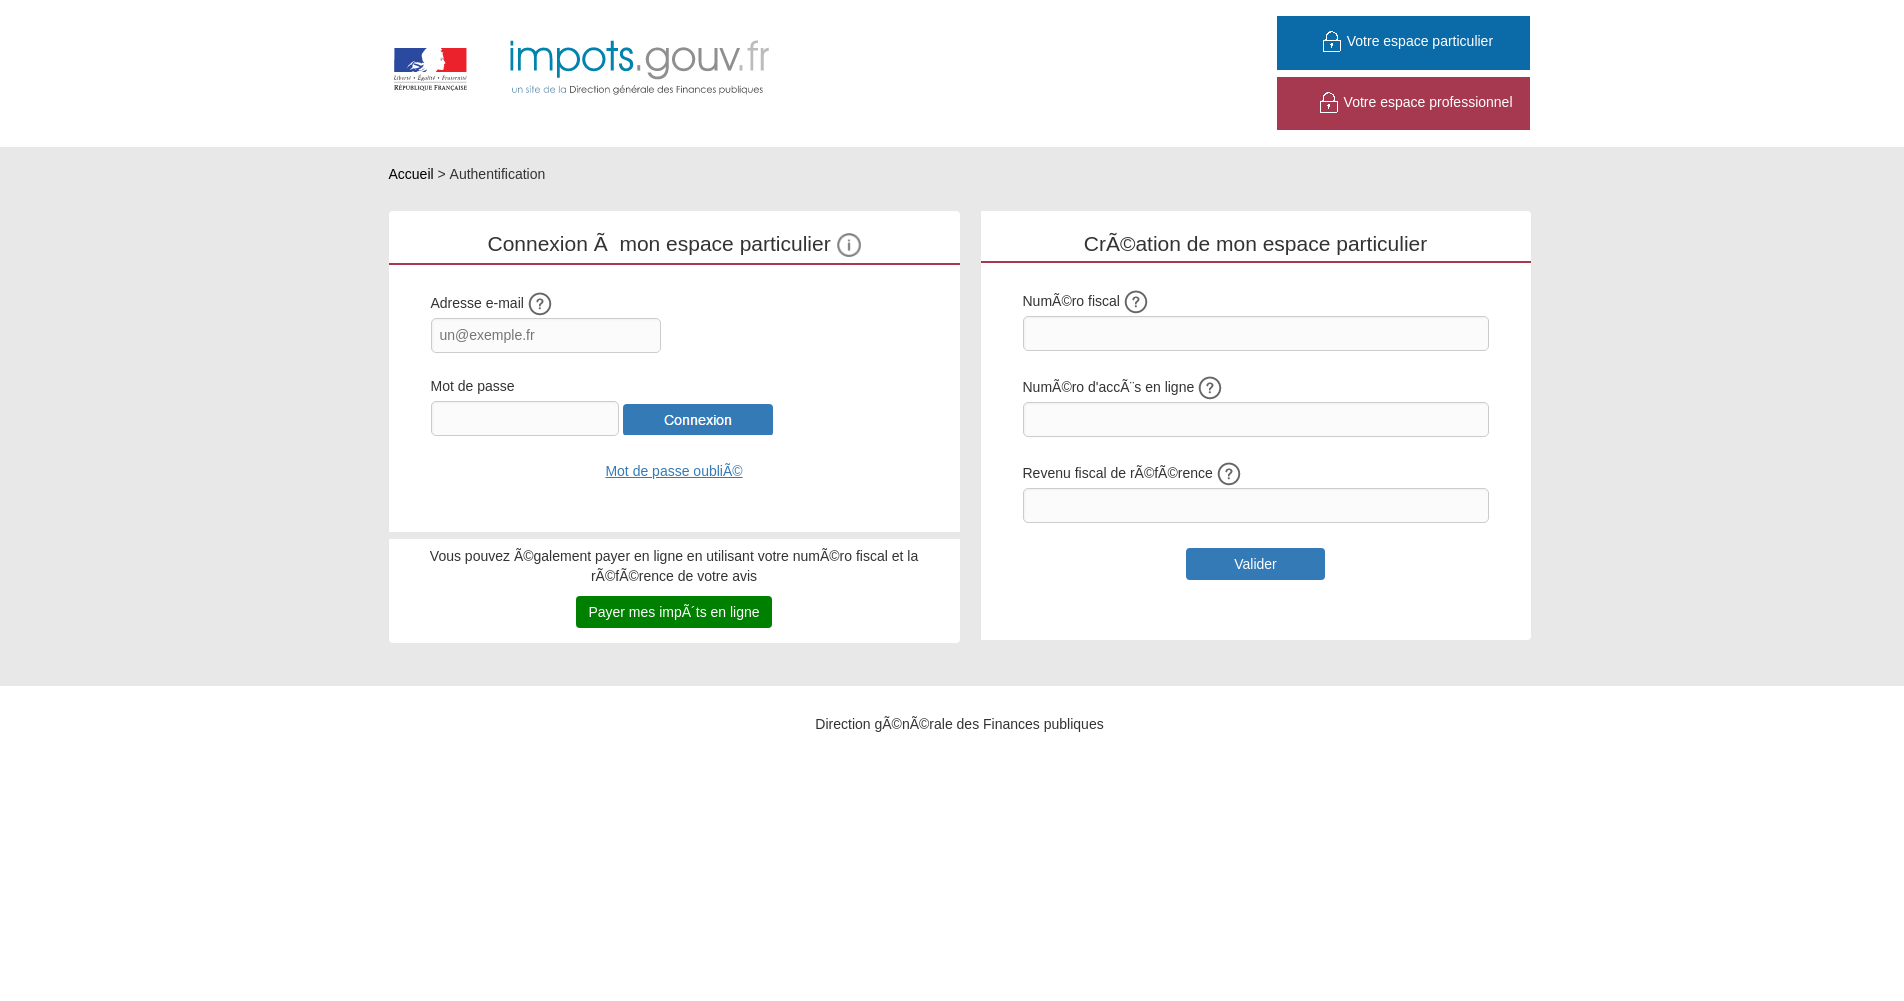 Liberté • Égalité • Fraternité
RÉPUBLIQUE FRANÇAISE
impots.gouv.fr
un site de la Direction générale des Finances publiques
Votre espace particulier
Votre espace professionnel
Accueil > Authentification
Connexion Ã  mon espace particulier
Adresse e-mail
un@exemple.fr
Mot de passe
Connexion
Mot de passe oubliÃ©
Vous pouvez Ã©galement payer en ligne en utilisant votre numÃ©ro fiscal et la
rÃ©fÃ©rence de votre avis
Payer mes impÃ´ts en ligne
CrÃ©ation de mon espace particulier
NumÃ©ro fiscal
NumÃ©ro d'accÃ¨s en ligne
Revenu fiscal de rÃ©fÃ©rence
Valider
Direction gÃ©nÃ©rale des Finances publiques